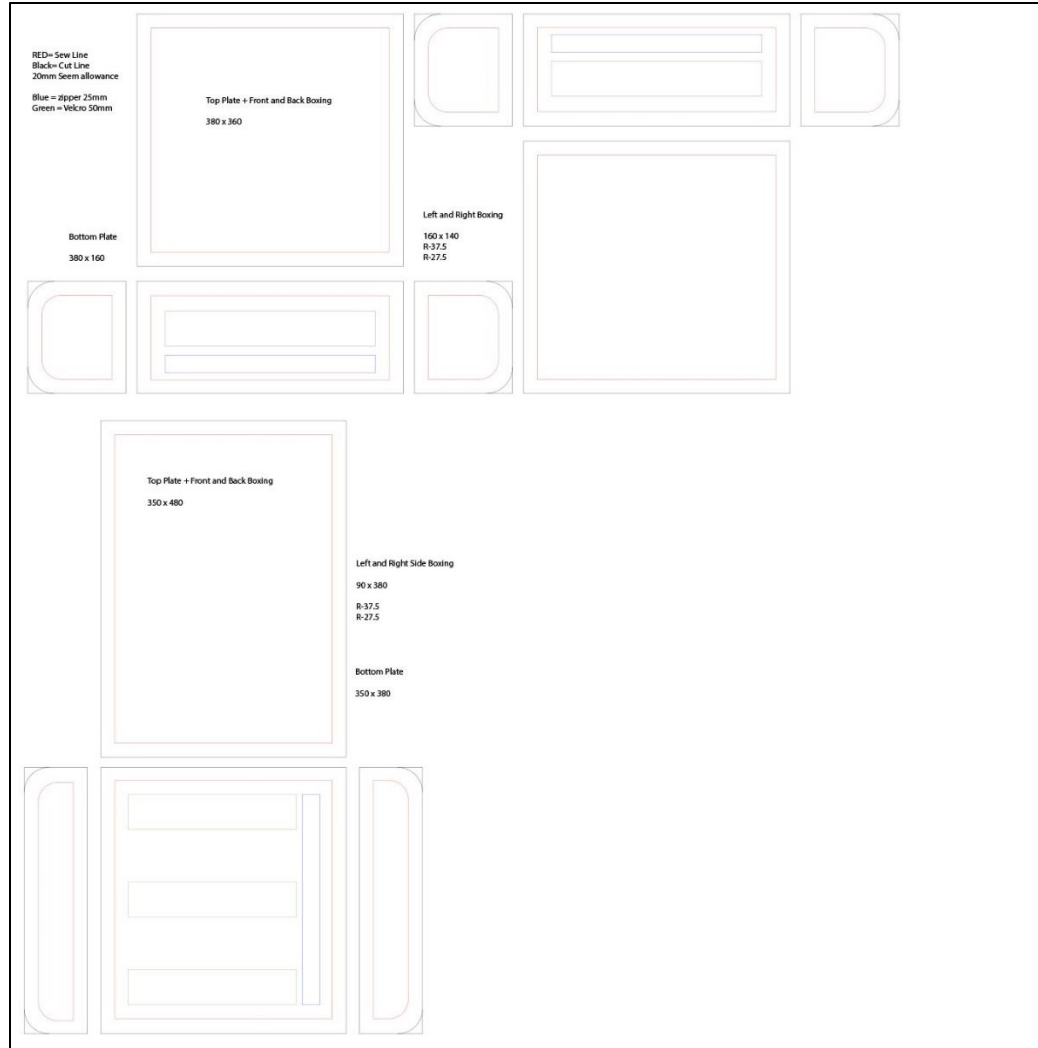 RED= Sew Line
Black= Cut Line
20mm Seem allowance
Blue = zipper 25mm
Green = Velcro 50mm
Top Plate + Front and Back Boxing
380 x 360
Bottom Plate
380 x 160
Left and Right Boxing
160 x 140
R-37.5
R-27.5
Top Plate + Front and Back Boxing
350 x 480
Left and Right Side Boxing
90 x 380
R-37.5
R-27.5
Bottom Plate
350 x 380